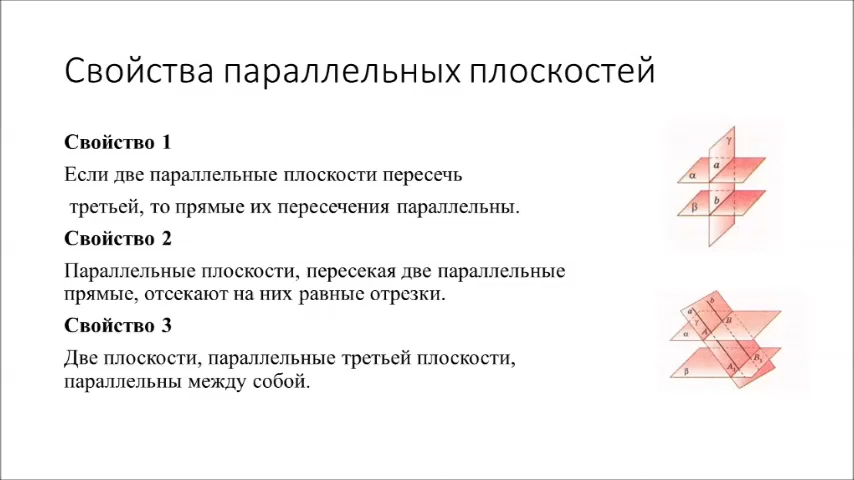 Свойства параллельных плоскостей
Свойство 1
Если две параллельные плоскости пересечь
третьей, то прямые их пересечения параллельны.
Свойство 2
Параллельные плоскости, пересекая две параллельные
прямые, отсекают на них равные отрезки.
Свойство 3
Две плоскости, параллельные третьей плоскости,
параллельны между собой.
γ
a
α
b
β
b
a
γ
B
α
A
B₁
A₁
β